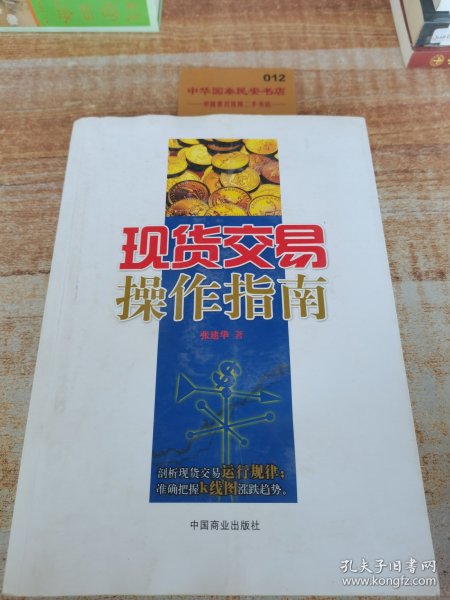 012
中华国泰民安书店
现货交易
操作指南
张建华 著
剖析现货交易运行规律；
准确把握k线图涨跌趋势。
中国商业出版社
孔夫子旧书网
www.kongfz.com